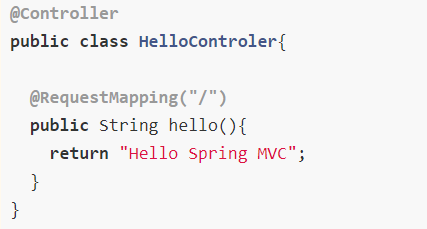 @Controller
public class HelloControler{
@RequestMapping("/")
public String hello(){
return "Hello Spring MVC";
}
}